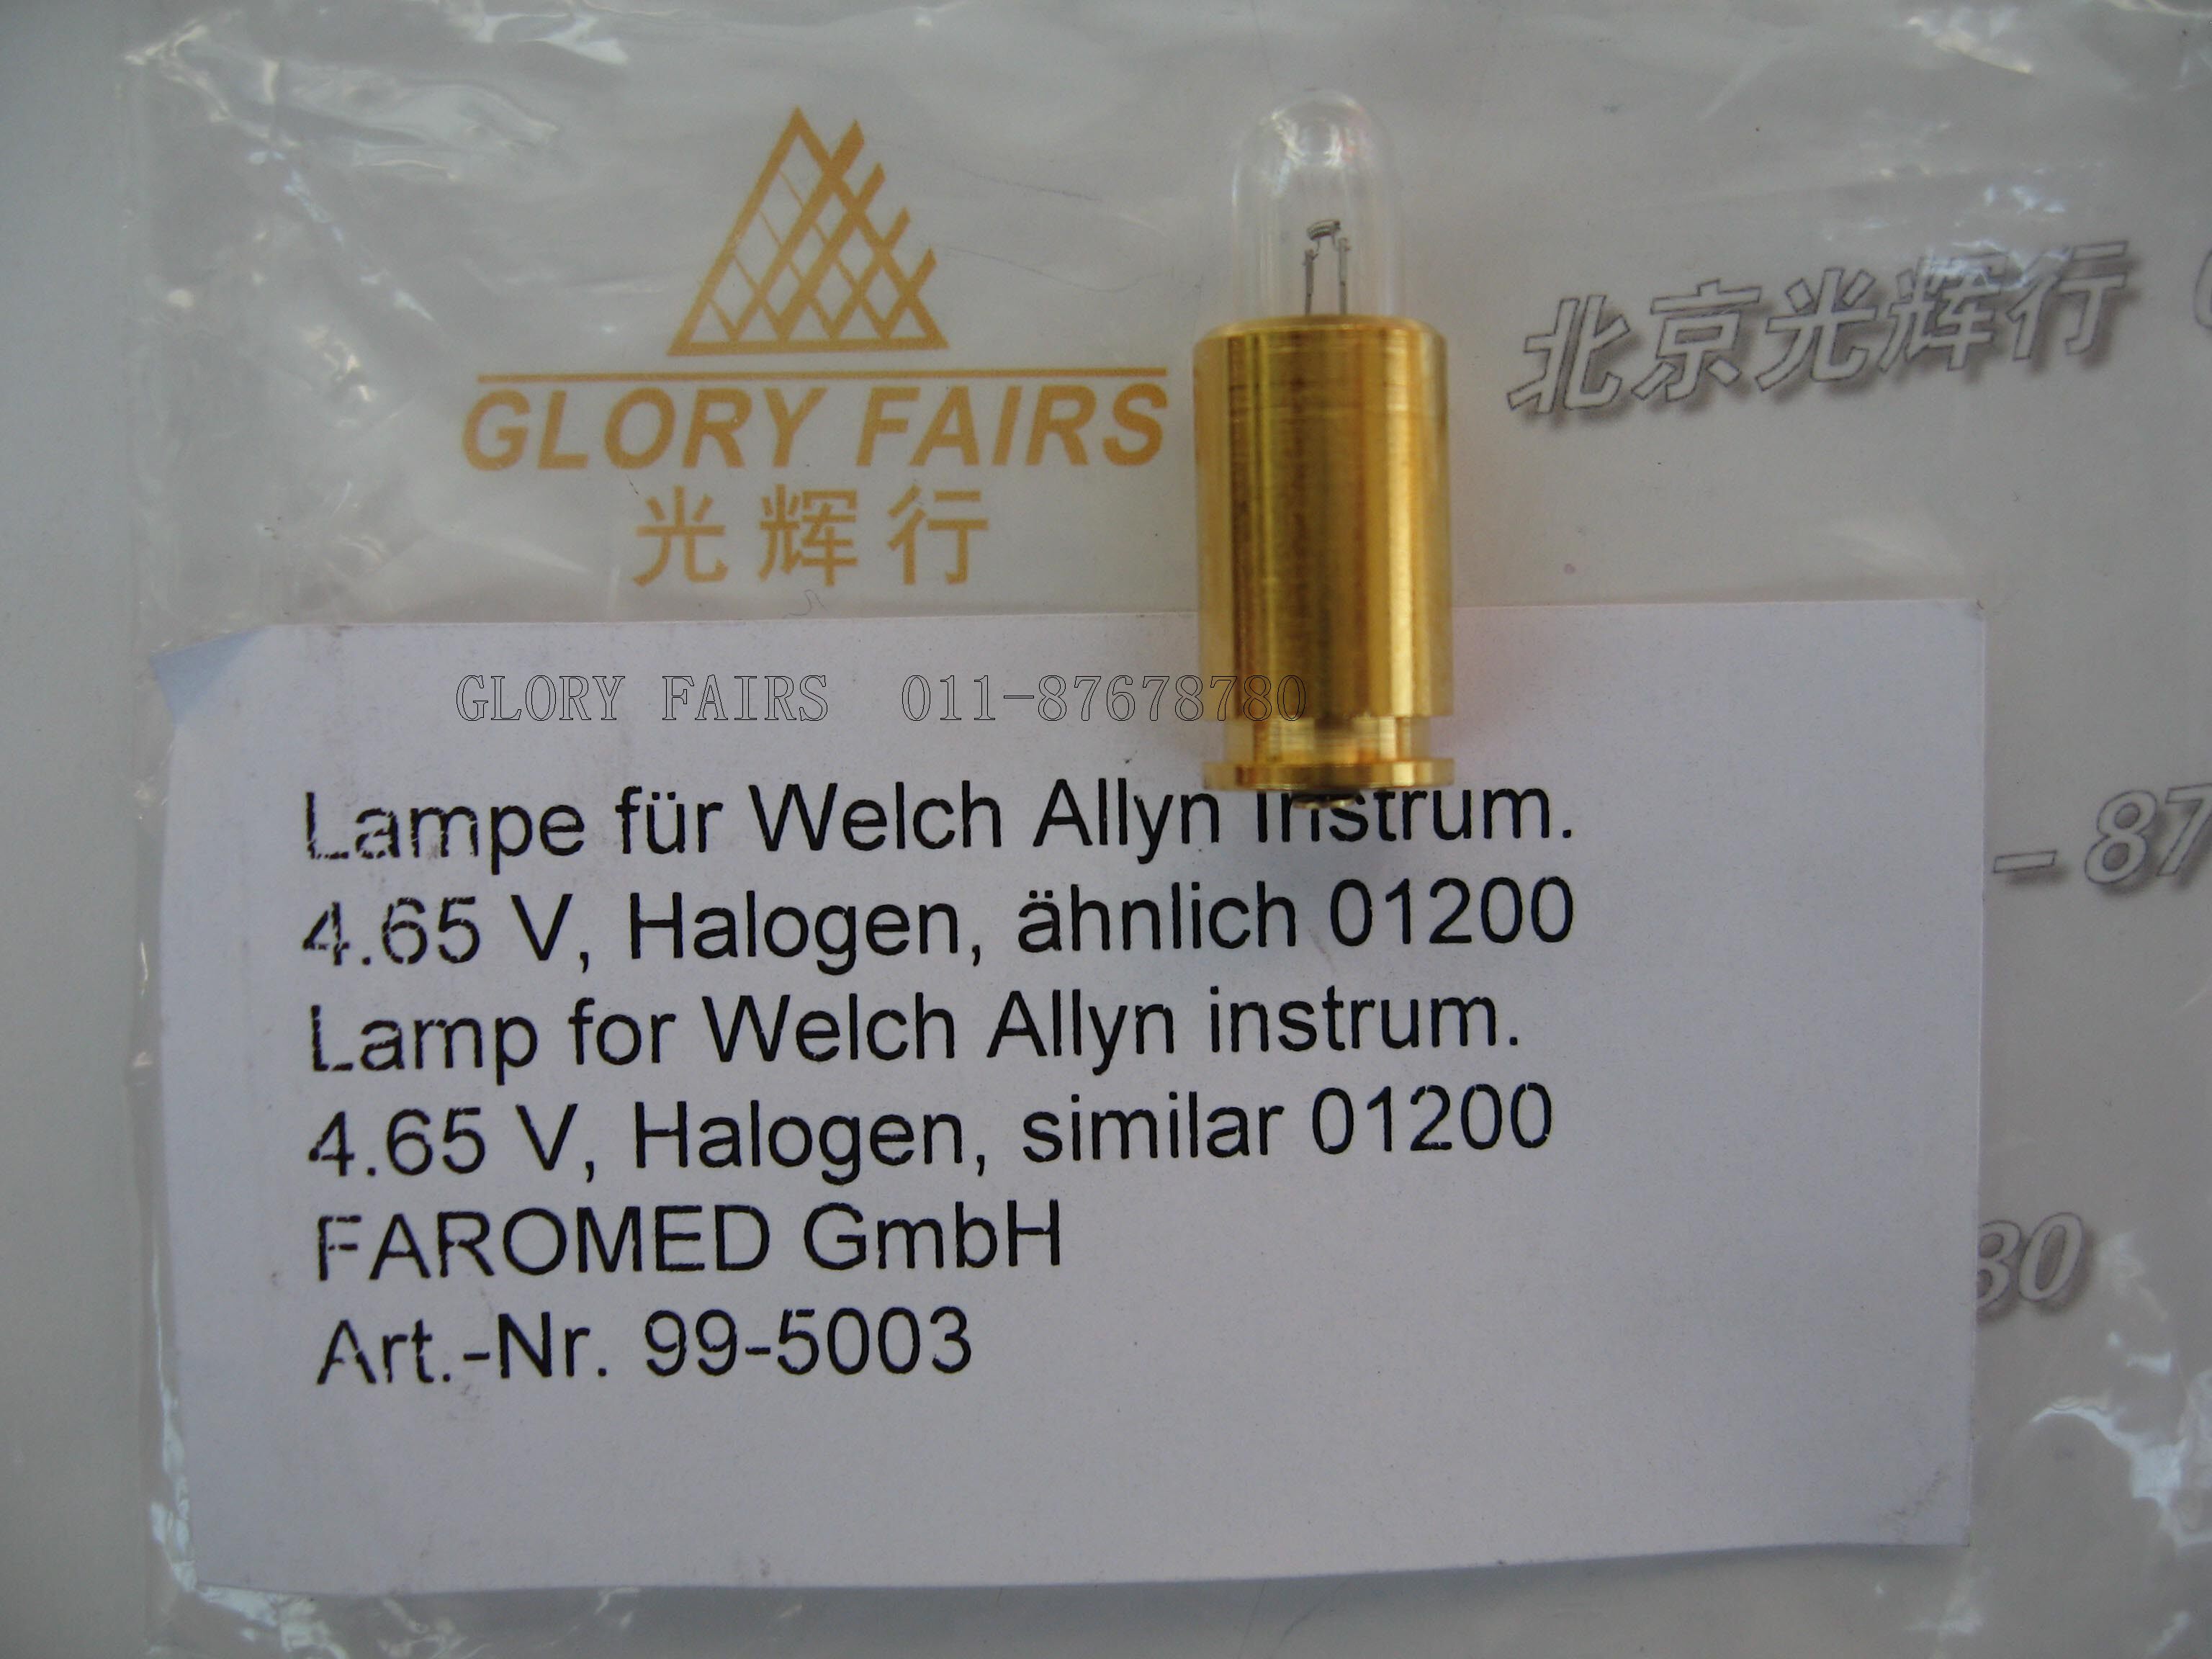 GLORY FAIRS
光辉行
北京光辉行
GLORY FAIRS 011-87678780
Lampe für Welch Allyn Instrum.
4.65 V, Halogen, ähnlich 01200
– 87
Lamp for Welch Allyn instrum.
4.65 V, Halogen, similar 01200
FAROMED GmbH
80
Art.-Nr. 99-5003